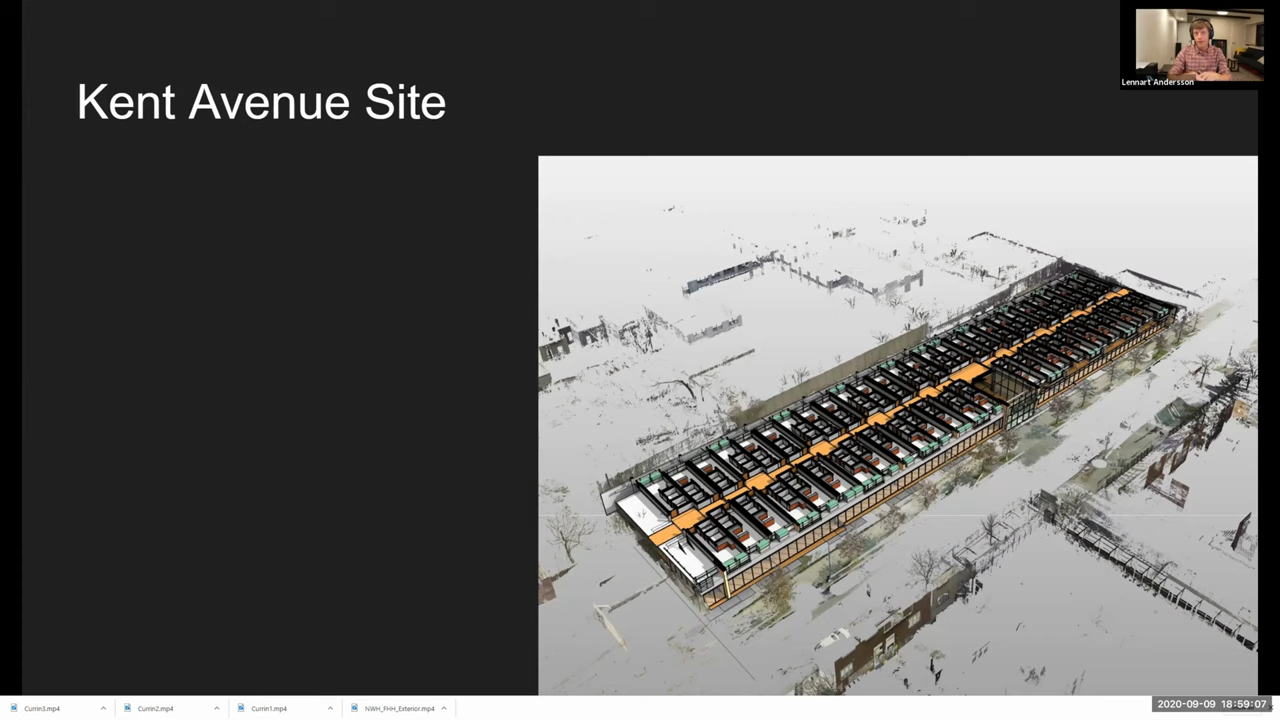 Lennart Andersson
Kent Avenue Site
Currin3.mp4
Currin2.mp4
Currin1.mp4
NWH_FHH_Exterior.mp4
2020-09-09 18:59:07